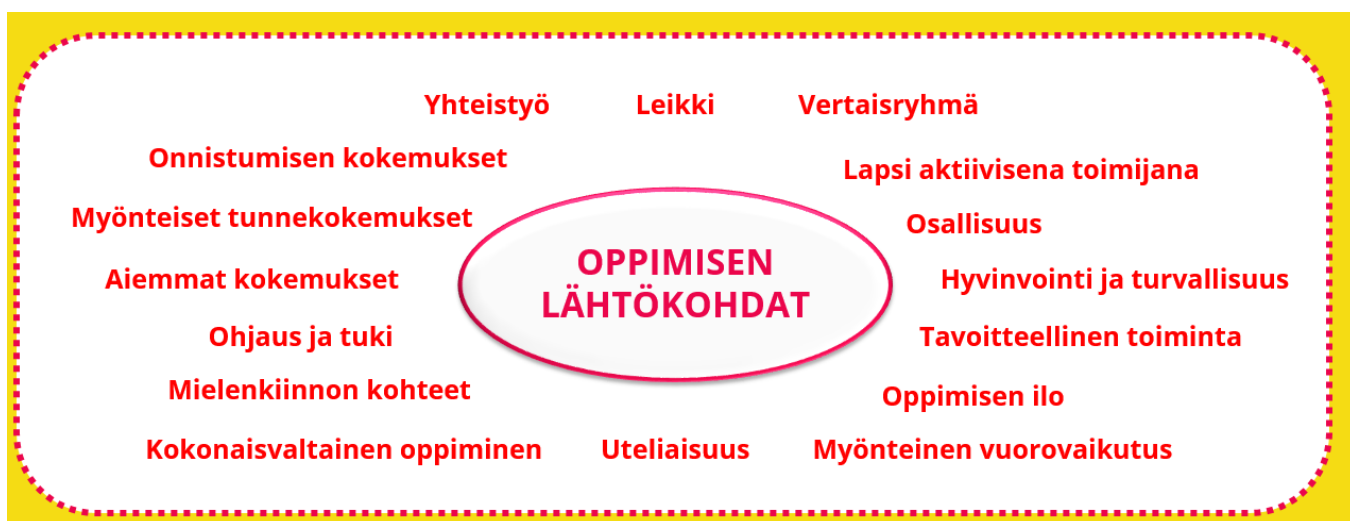 Yhteistyö Leikki Vertaisryhmä
Onnistumisen kokemukset
Lapsi aktiivisena toimijana
Myönteiset tunnekokemukset
Osallisuus
OPPIMISEN
LÄHTÖKOHDAT
Aiemmat kokemukset
Hyvinvointi ja turvallisuus
Ohjaus ja tuki
Tavoitteellinen toiminta
Mielenkiinnon kohteet
Oppimisen ilo
Kokonaisvaltainen oppiminen Uteliaisuus Myönteinen vuorovaikutus